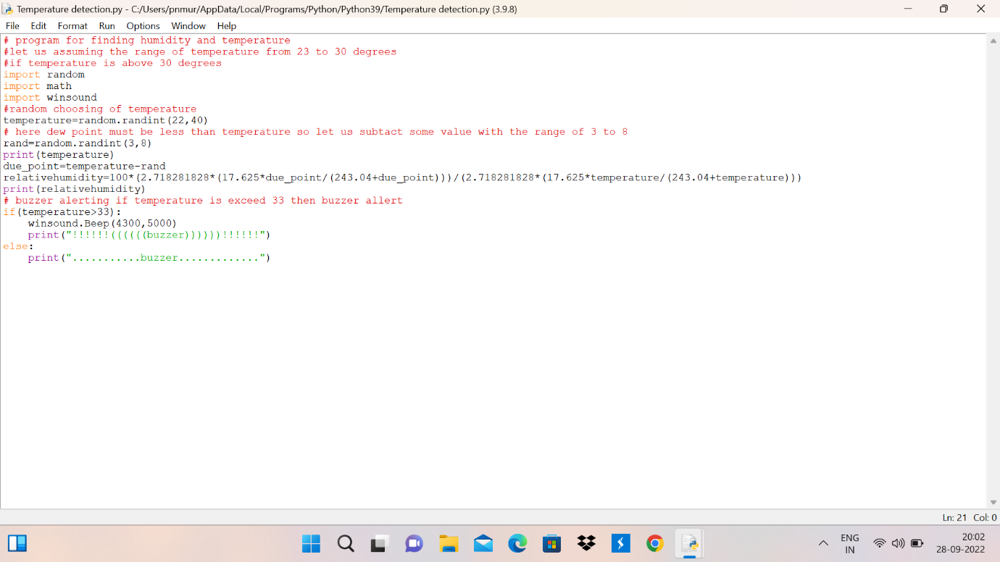 Temperature detection.py - C:/Users/pnmur/AppData/Local/Programs/Python/Python39/Temperature detection.py (3.9.8)
File Edit Format Run Options Window Help
# program for finding humidity and temperature
#let us assuming the range of temperature from 23 to 30 degrees
#if temperature is above 30 degrees
import random
import math
import winsound
#random choosing of temperature
temperature=random.randint(22,40)
# here dew point must be less than temperature so let us subtact some value with the range of 3 to 8
rand=random.randint(3,8)
print(temperature)
due_point=temperature-rand
relativehumidity=100*(2.718281828*(17.625*due_point/(243.04+due_point)))/(2.718281828*(17.625*temperature/(243.04+temperature)))
print(relativehumidity)
# buzzer alerting if temperature is exceed 33 then buzzer allert
if(temperature>33):
    winsound.Beep(4300,5000)
    print("!!!!!!((((((buzzer))))))!!!!!!")
else:
    print("...........buzzer.............")
Ln: 21 Col: 0
ENG
IN
20:02
28-09-2022